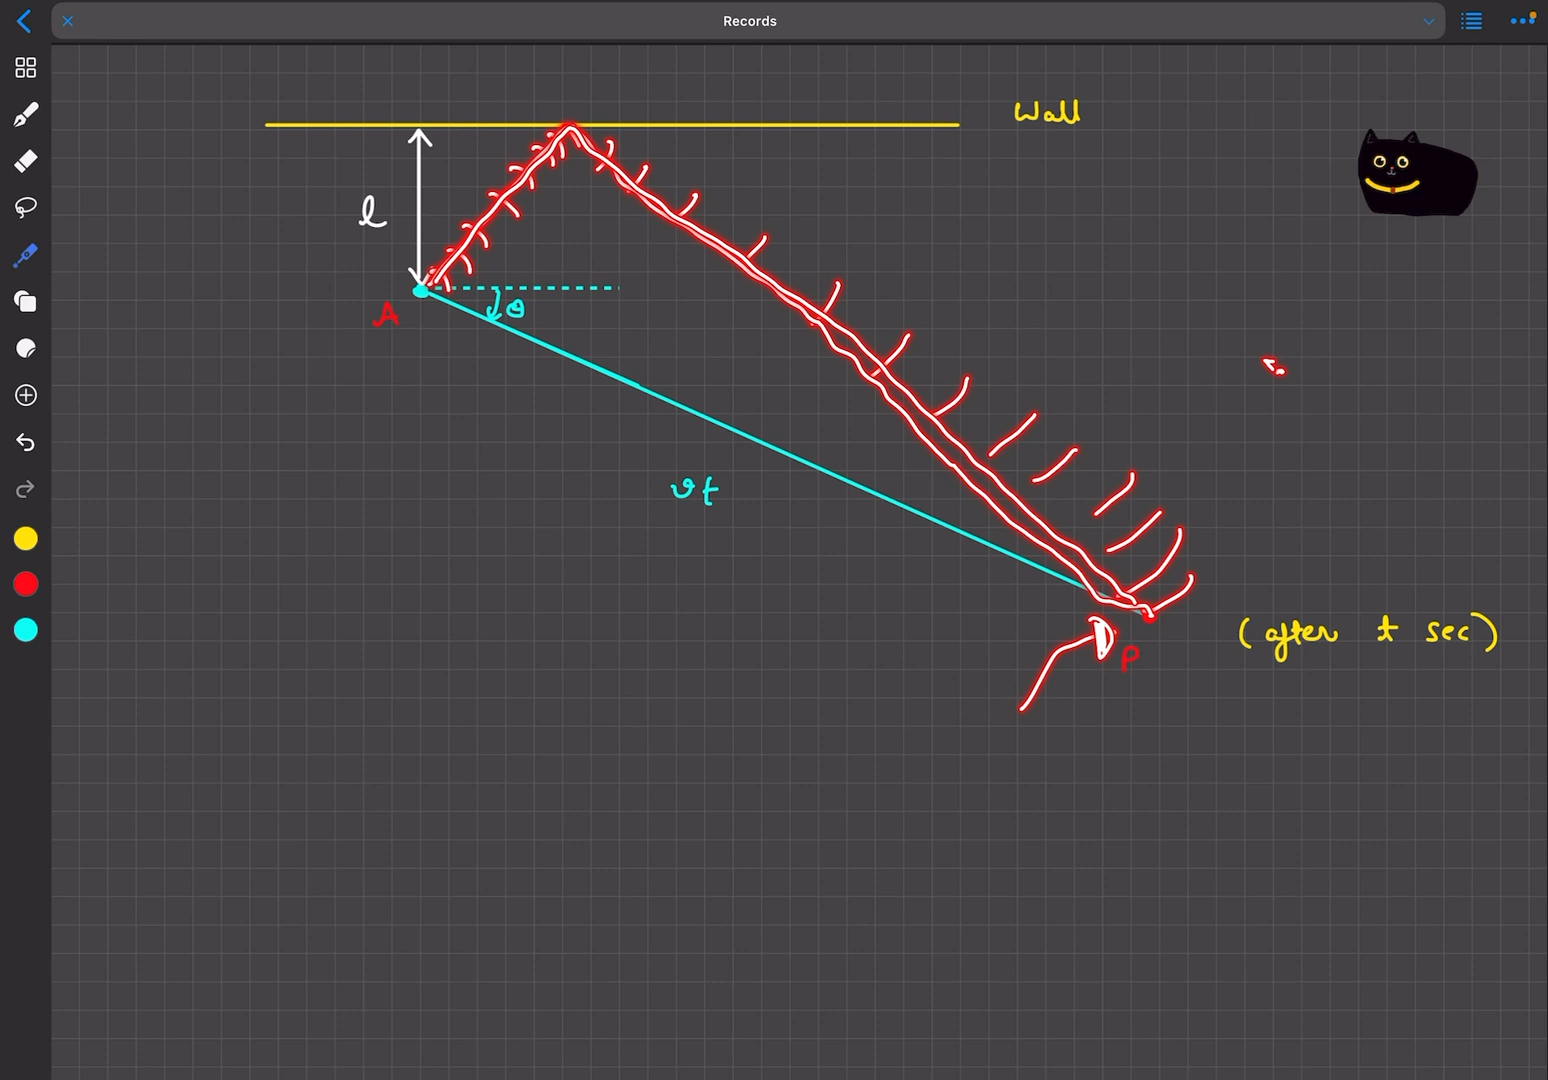 Records
Wall
l
A
θ
vt
(after t sec)
P